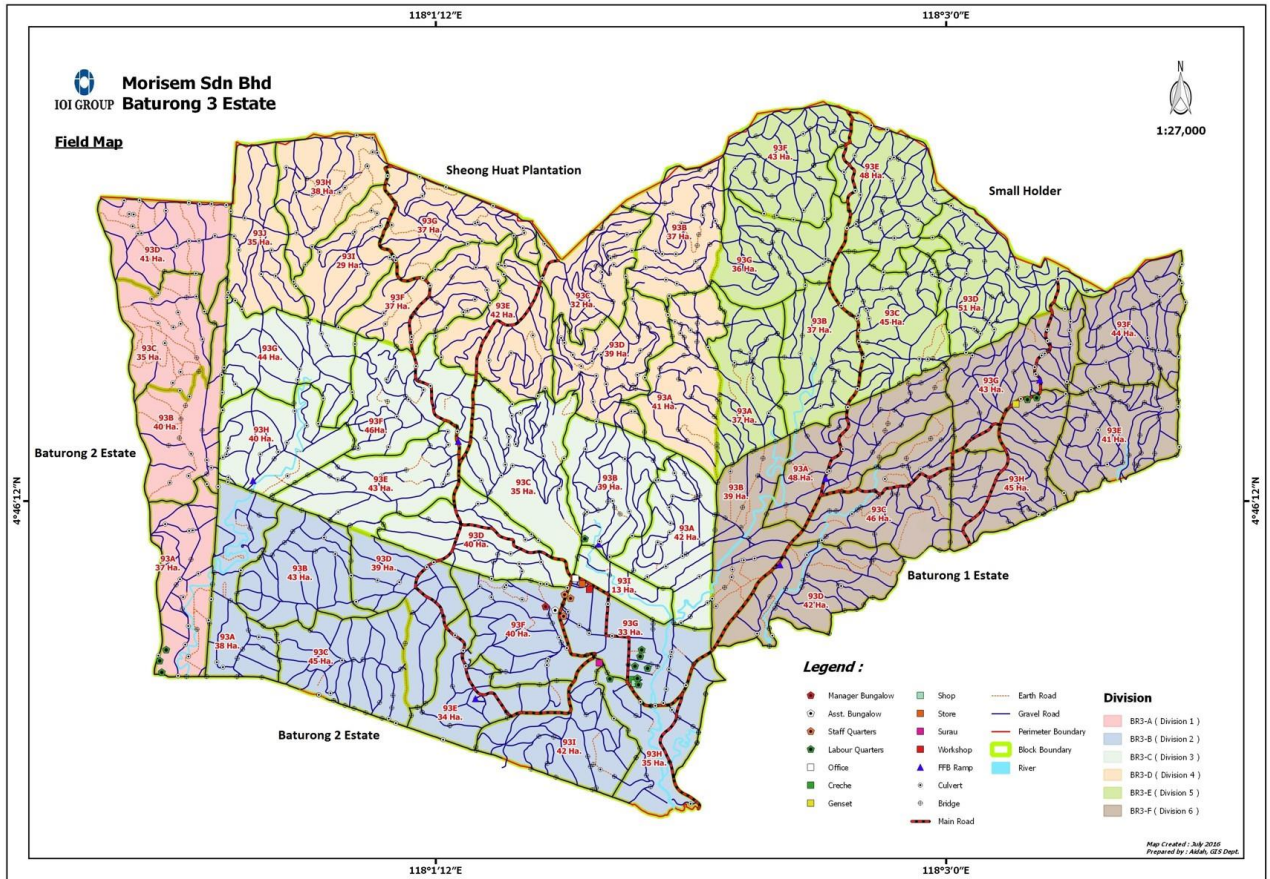 118°1'12"E
118°3'0"E
IOI GROUP
Morisem Sdn Bhd
Baturong 3 Estate
Field Map
N
1:27,000
Sheong Huat Plantation
Small Holder
Baturong 2 Estate
Baturong 1 Estate
Baturong 2 Estate
4°46'12"N
4°46'12"N
93D
41 Ha.
93C
35 Ha.
93B
40 Ha.
93A
37 Ha.
93J
35 Ha.
93H
38 Ha.
93I
29 Ha.
93G
37 Ha.
93F
37 Ha.
93E
42 Ha.
93C
32 Ha.
93B
37 Ha.
93D
39 Ha.
93A
41 Ha.
93F
43 Ha.
93E
48 Ha.
93G
36 Ha.
93B
37 Ha.
93C
45 Ha.
93D
51 Ha.
93A
37 Ha.
93G
44 Ha.
93H
40 Ha.
93F
46Ha.
93E
43 Ha.
93C
35 Ha.
93B
39 Ha.
93A
42 Ha.
93D
40 Ha.
93I
13 Ha.
93F
44 Ha.
93G
43 Ha.
93E
41 Ha.
93H
45 Ha.
93A
48 Ha.
93B
39 Ha.
93C
46 Ha.
93D
42 Ha.
93B
43 Ha.
93D
39 Ha.
93A
38 Ha.
93C
45 Ha.
93F
40 Ha.
93G
33 Ha.
93E
34 Ha.
93I
42 Ha.
93H
35 Ha.
Legend :
Manager Bungalow
Asst. Bungalow
Staff Quarters
Labour Quarters
Office
Creche
Genset
Shop
Store
Surau
Workshop
FFB Ramp
Culvert
Bridge
Main Road
Earth Road
Gravel Road
Perimeter Boundary
Block Boundary
River
Division
BR3-A ( Division 1 )
BR3-B ( Division 2 )
BR3-C ( Division 3 )
BR3-D ( Division 4 )
BR3-E ( Division 5 )
BR3-F ( Division 6 )
Map Created : July 2016
Prepared by : Aidah, GIS Dept.
118°1'12"E
118°3'0"E